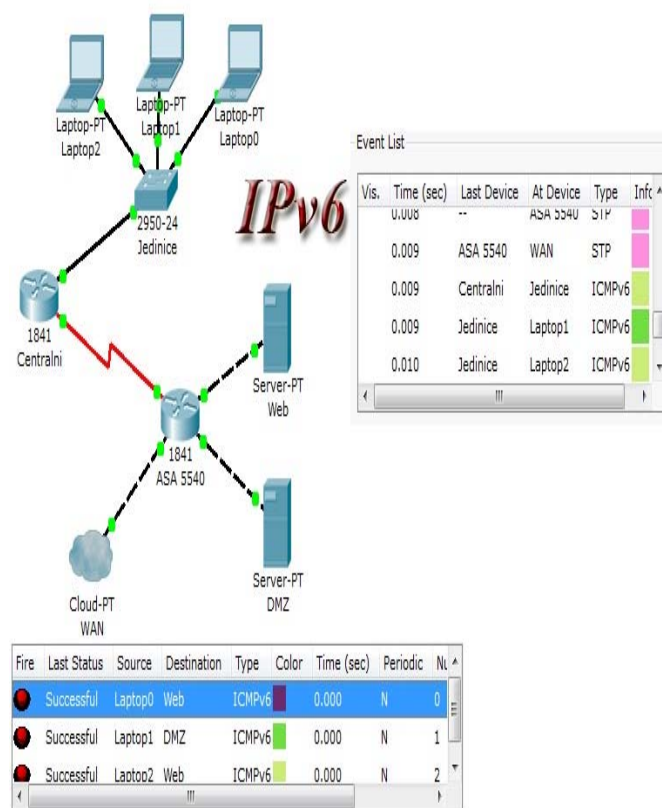 Laptop-PT
Laptop2
Laptop-PT
Laptop1
Laptop-PT
Laptop0
2950-24
Jedinice
IPv6
1841
Centralni
Server-PT
Web
1841
ASA 5540
Server-PT
DMZ
Cloud-PT
WAN
Event List
Vis. Time (sec) Last Device At Device Type Info
0.008 -- ASA 5540 STP
0.009 ASA 5540 WAN STP
0.009 Centralni Jedinice ICMPv6
0.009 Jedinice Laptop1 ICMPv6
0.010 Jedinice Laptop2 ICMPv6
Fire Last Status Source Destination Type Color Time (sec) Periodic Nu
Successful Laptop0 Web ICMPv6 0.000 N 0
Successful Laptop1 DMZ ICMPv6 0.000 N 1
Successful Laptop2 Web ICMPv6 0.000 N 2